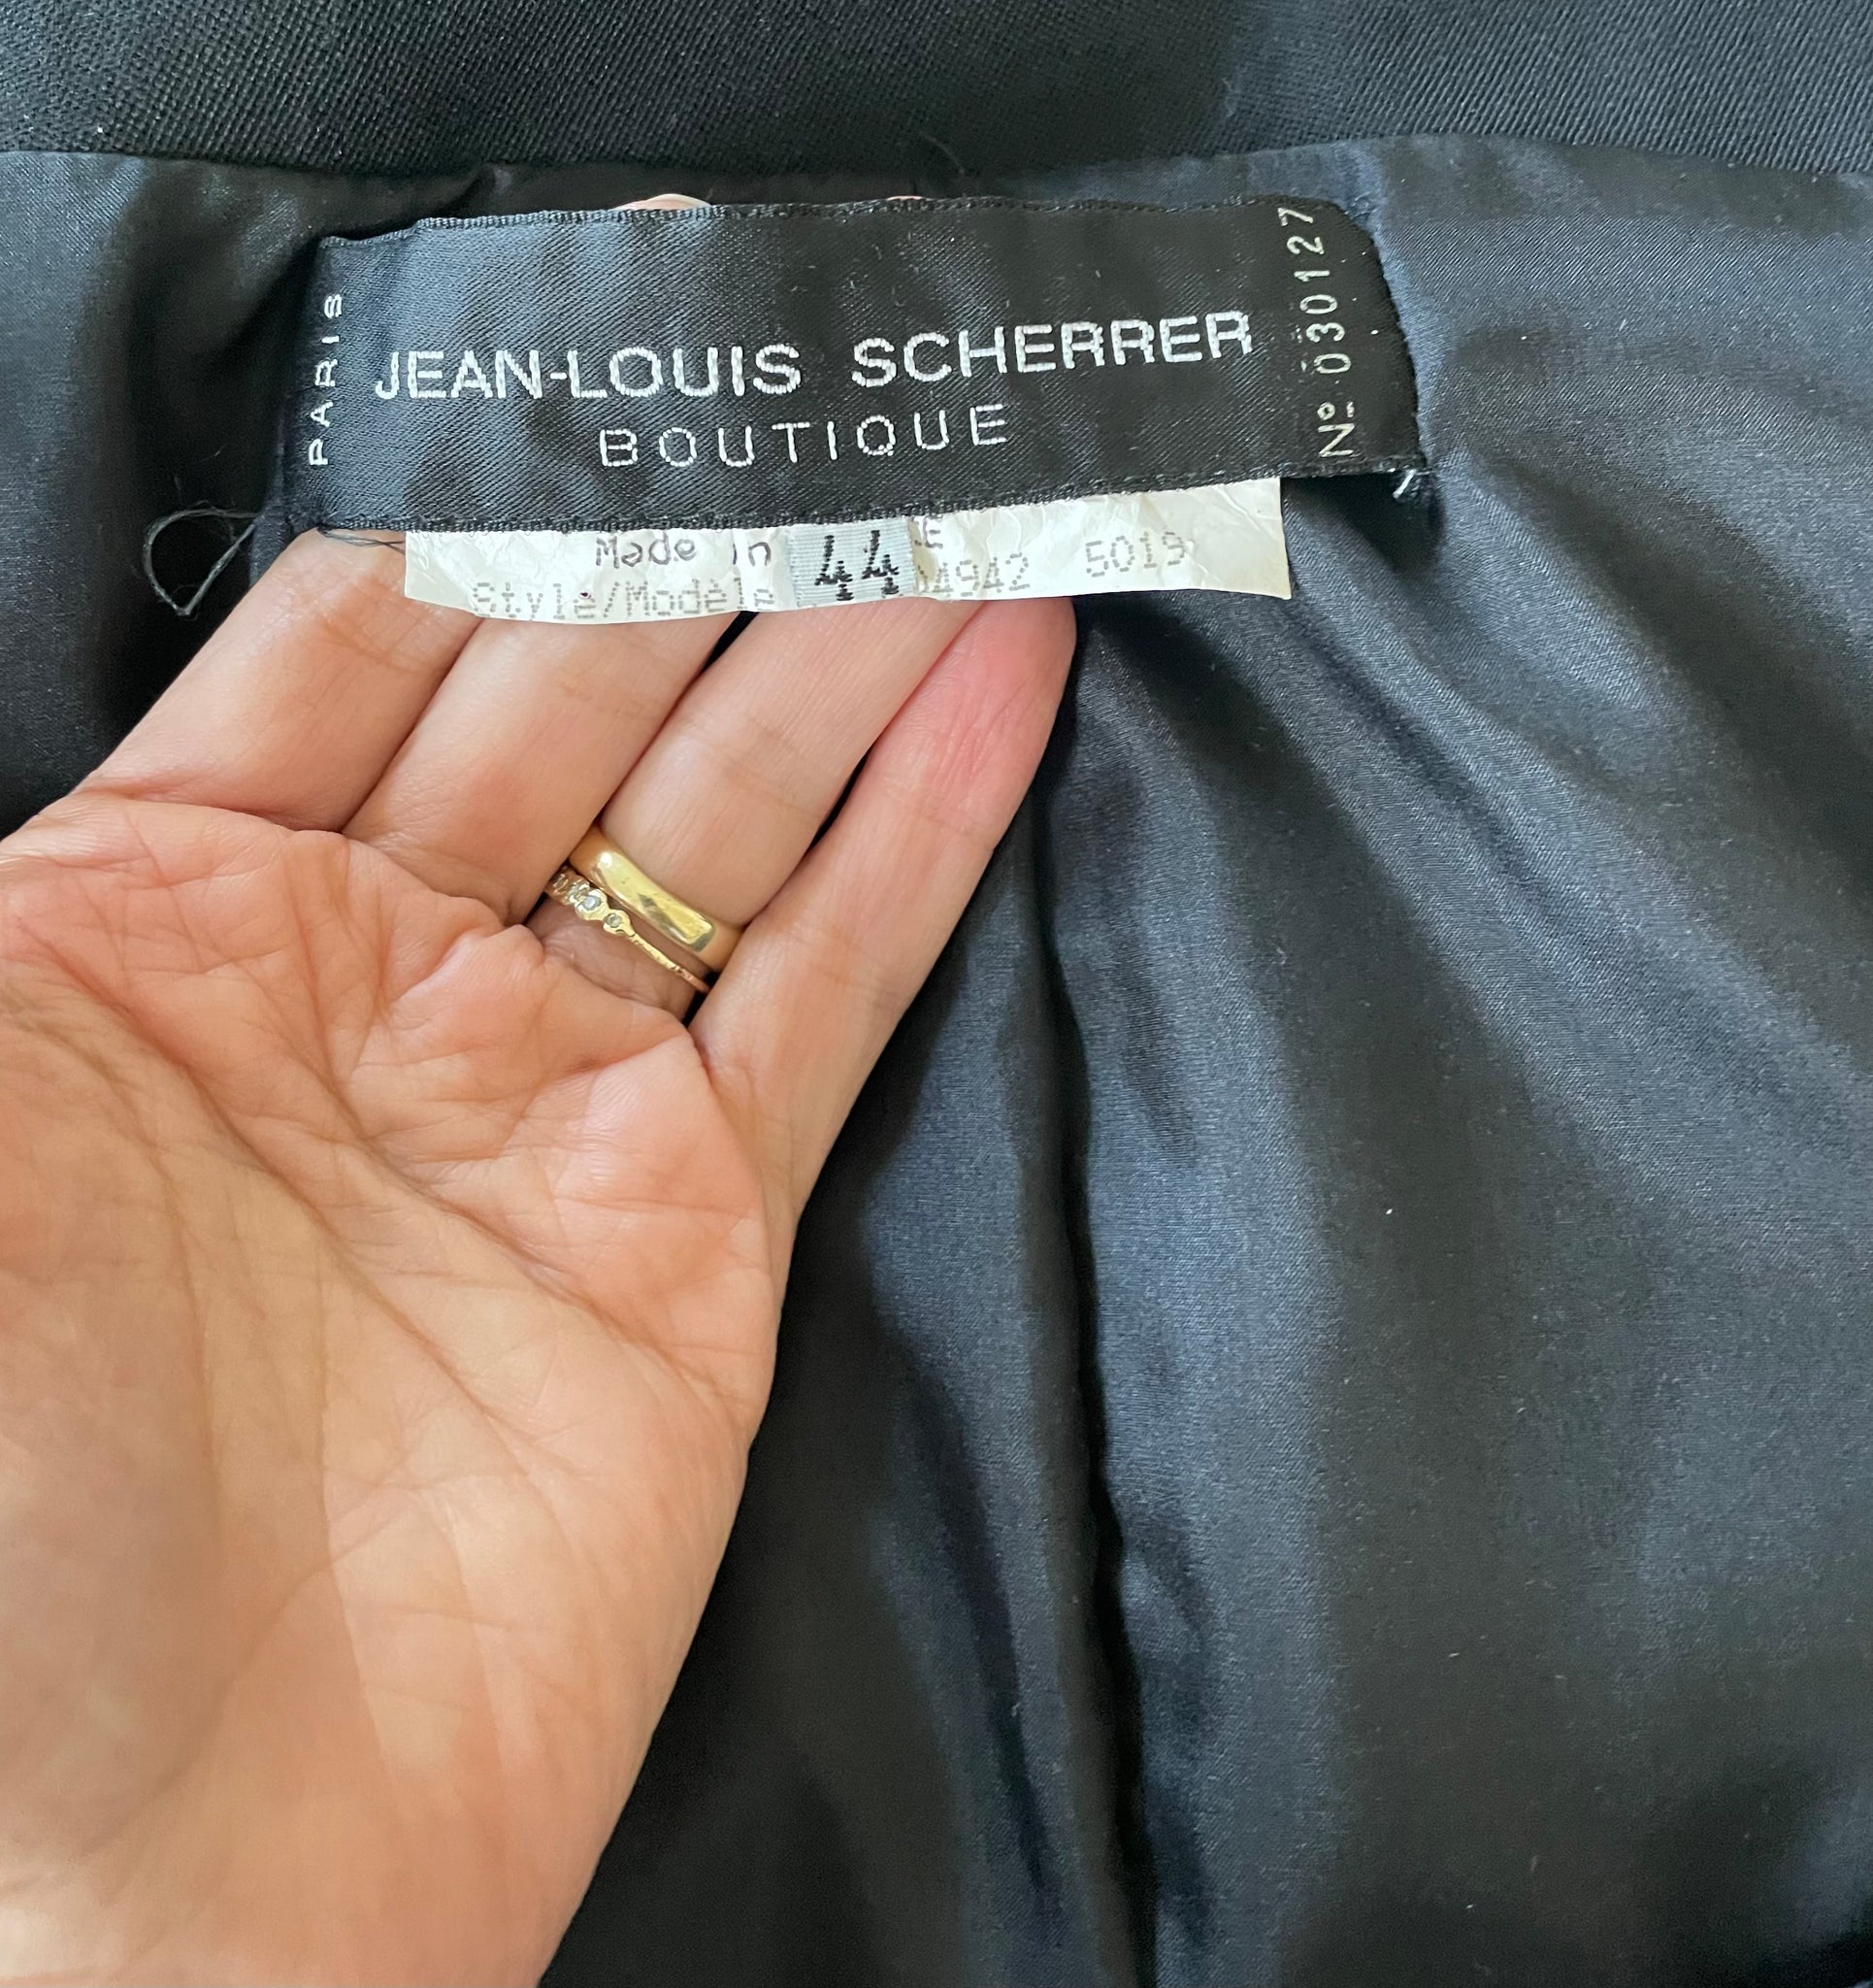 PARIS
JEAN-LOUIS SCHERRER
BOUTIQUE
Nº 030127
Made in
44
Style/Modèle 4942 5019